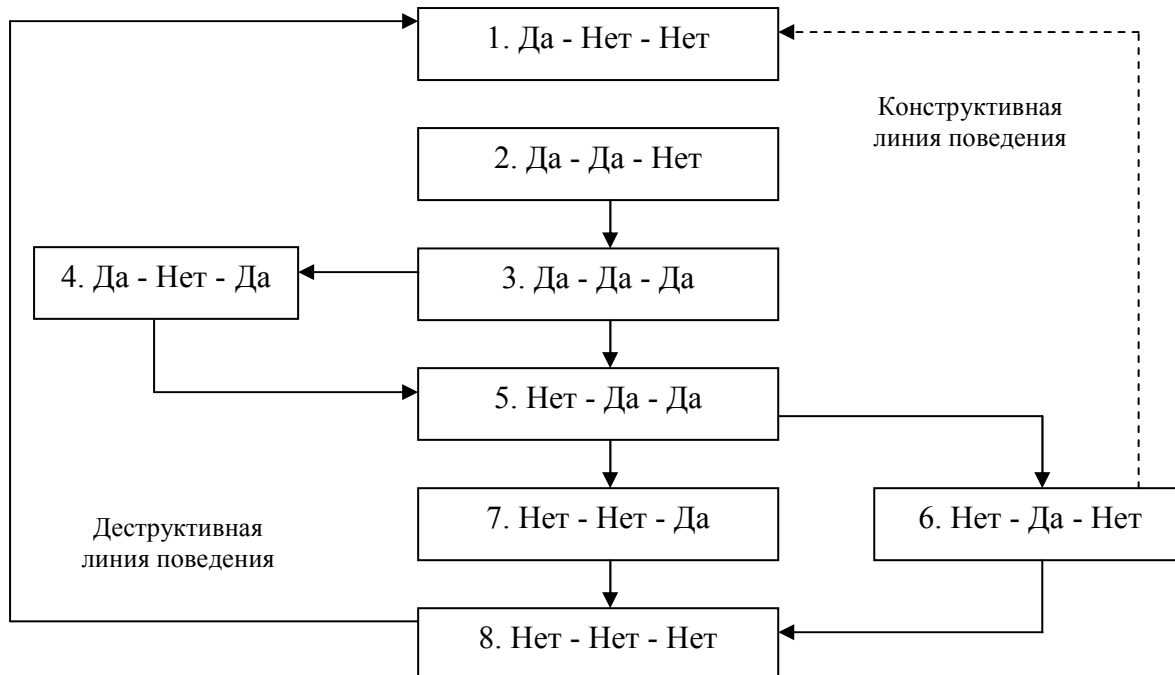 1. Да - Нет - Нет
Конструктивная
линия поведения
2. Да - Да - Нет
4. Да - Нет - Да
3. Да - Да - Да
5. Нет - Да - Да
7. Нет - Нет - Да
6. Нет - Да - Нет
Деструктивная
линия поведения
8. Нет - Нет - Нет